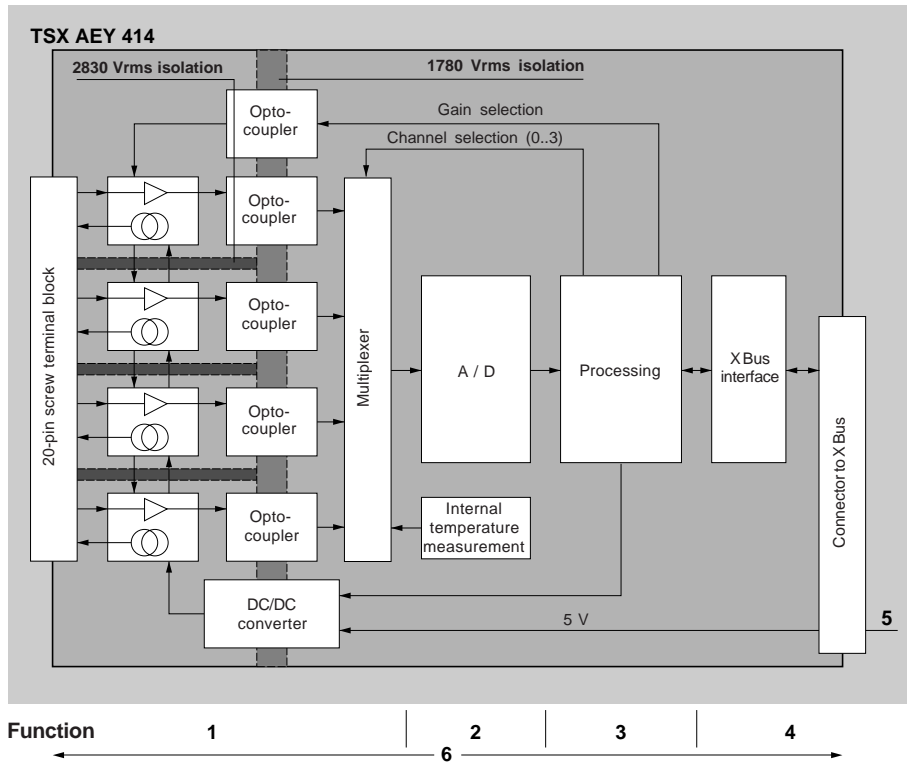 TSX AEY 414
2830 Vrms isolation
1780 Vrms isolation
Opto-
coupler
Gain selection
Channel selection (0..3)
20-pin screw terminal block
Opto-
coupler
Opto-
coupler
Opto-
coupler
Opto-
coupler
Multiplexer
A / D
Processing
X Bus
interface
Connector to X Bus
Internal
temperature
measurement
DC/DC
converter
5 V
5
Function
1
2
3
4
6